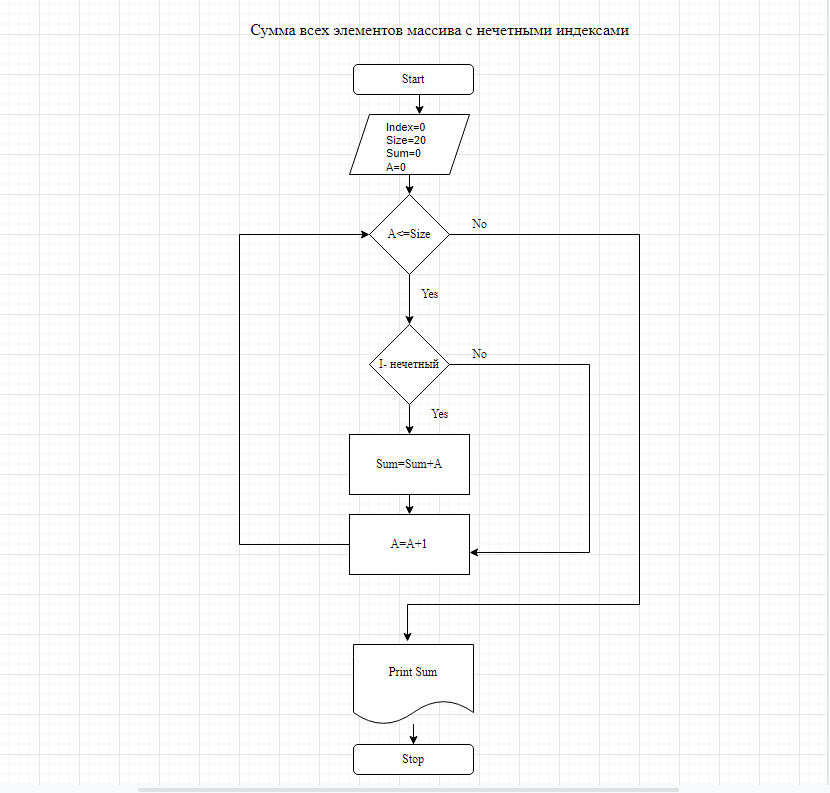 Сумма всех элементов массива с нечетными индексами
Start
Index=0
Size=20
Sum=0
A=0
A<=Size
No
Yes
I- нечетный
No
Yes
Sum=Sum+A
A=A+1
Print Sum
Stop